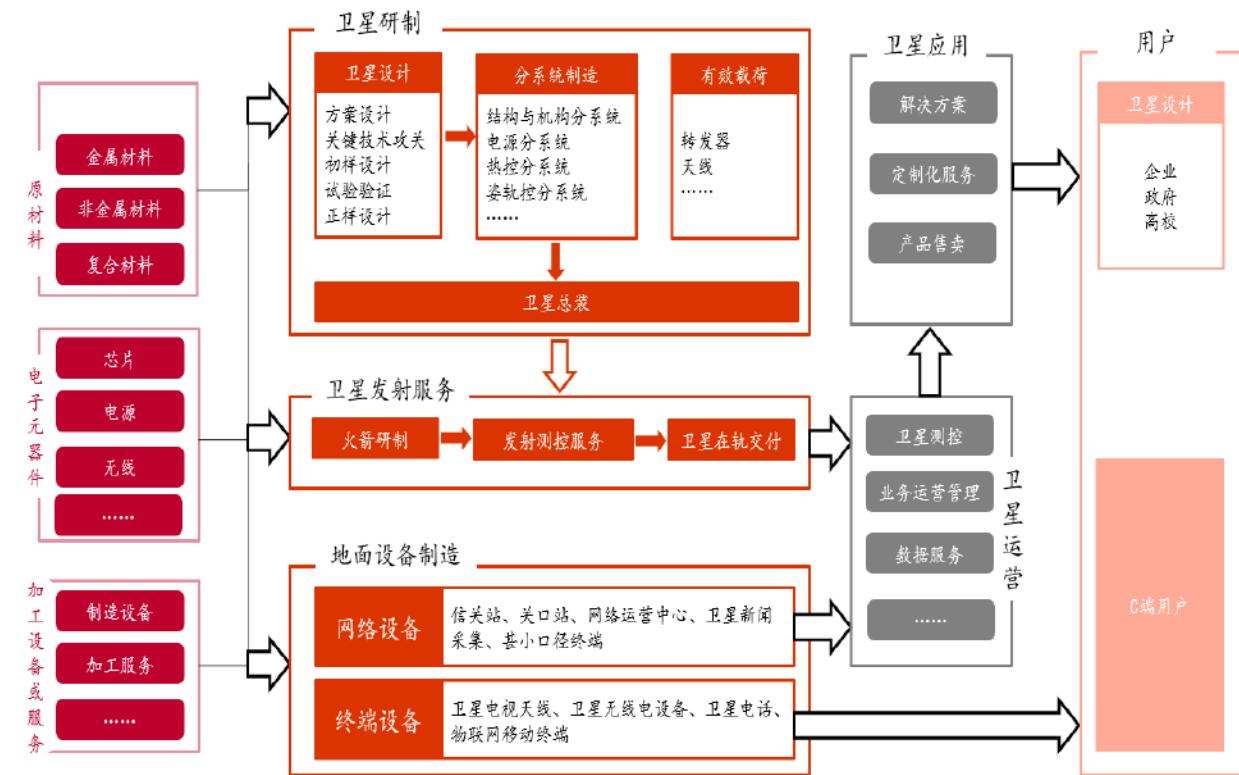 原材料
金属材料
非金属材料
复合材料
电子元器件
芯片
电源
无线
……
加工设备或服务
制造设备
加工服务
……
卫星研制
卫星设计
方案设计
关键技术攻关
初样设计
试验验证
正样设计
分系统制造
结构与机构分系统
电源分系统
热控分系统
姿轨控分系统
……
有效载荷
转发器
天线
……
卫星总装
卫星发射服务
火箭研制
发射测控服务
卫星在轨交付
地面设备制造
网络设备
信关站、关口站、网络运营中心、卫星新闻
采集、甚小口径终端
终端设备
卫星电视天线、卫星无线电设备、卫星电话、
物联网移动终端
卫星应用
解决方案
定制化服务
产品售卖
卫星运营
卫星测控
业务运营管理
数据服务
……
用户
卫星设计
企业
政府
高校
C端用户